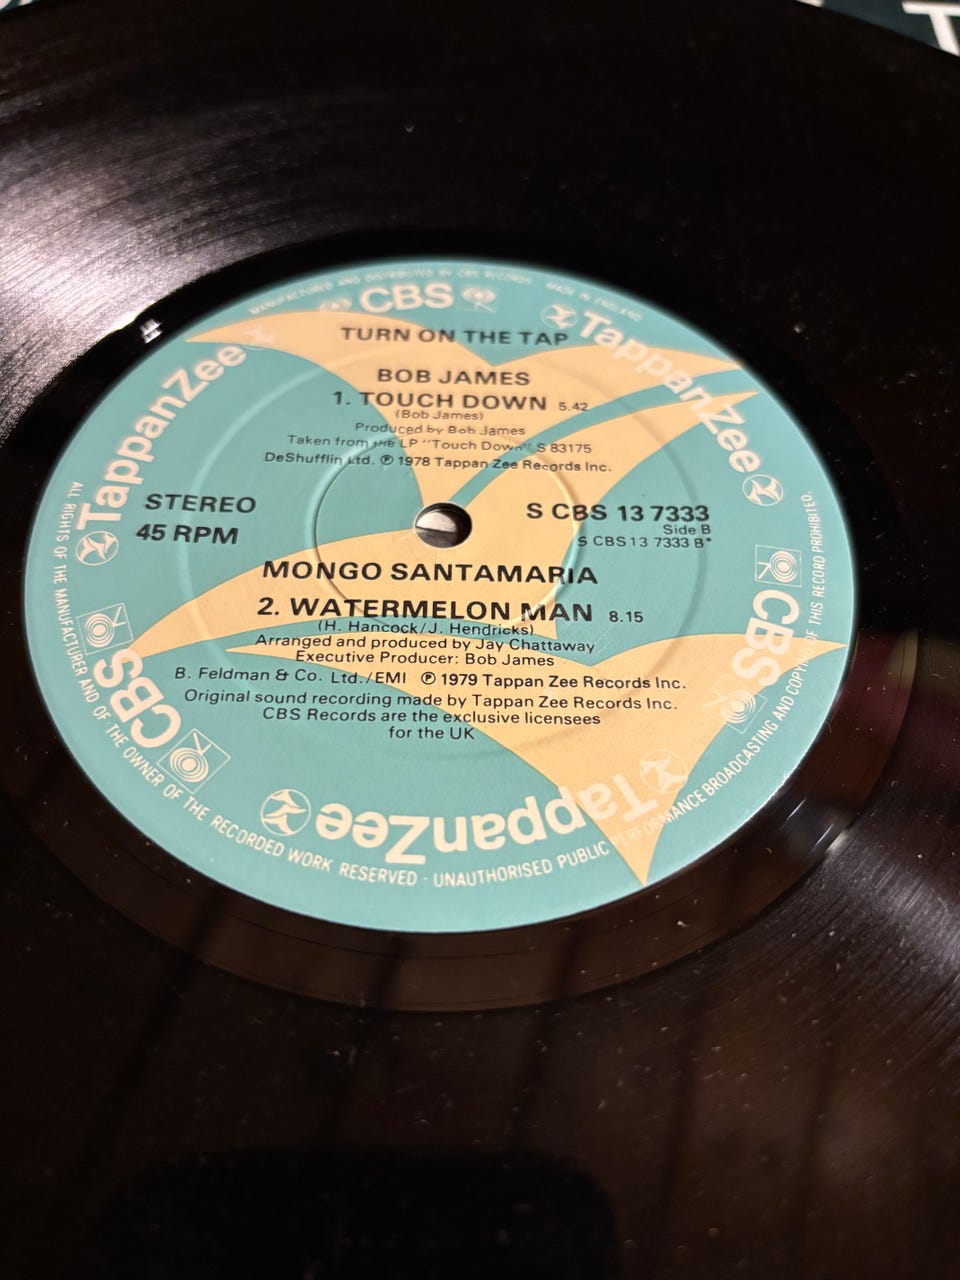 MANUFACTURED AND DISTRIBUTED BY CBS RECORDS MADE IN ENGLAND
CBS
TappanZee
TappanZee
TURN ON THE TAP
BOB JAMES
1. TOUCH DOWN 5.42
(Bob James)
Produced by Bob James
Taken from the LP "Touch Down" S 83175
DeShufflin Ltd. ℗ 1978 Tappan Zee Records Inc.
STEREO
45 RPM
S CBS 13 7333
Side B
S CBS 13 7333 B*
MONGO SANTAMARIA
2. WATERMELON MAN 8.15
(H. Hancock/J. Hendricks)
Arranged and produced by Jay Chattaway
Executive Producer: Bob James
B. Feldman & Co. Ltd./EMI ℗ 1979 Tappan Zee Records Inc.
Original sound recording made by Tappan Zee Records Inc.
CBS Records are the exclusive licensees
for the UK
CBS
CBS
TappanZee
ALL RIGHTS OF THE MANUFACTURER AND OF THE OWNER OF THE RECORDED WORK RESERVED - UNAUTHORISED PUBLIC PERFORMANCE BROADCASTING AND COPYING OF THIS RECORD PROHIBITED.